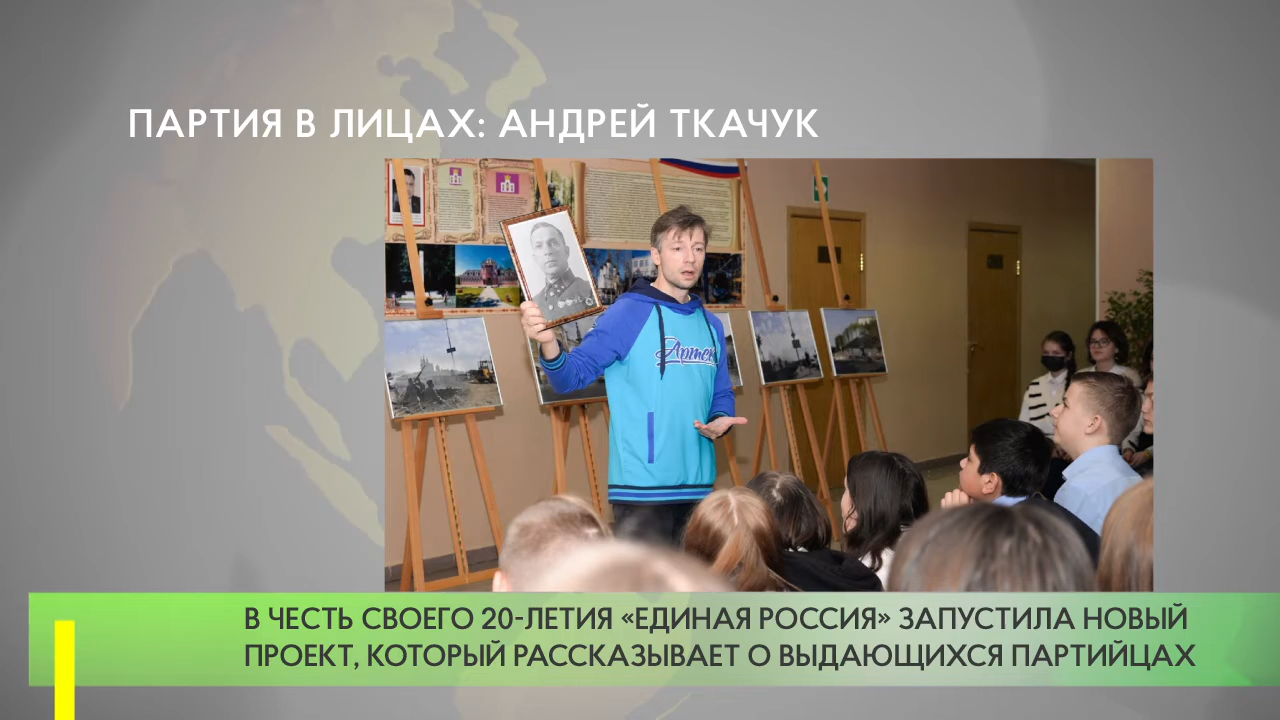 ПАРТИЯ В ЛИЦАХ: АНДРЕЙ ТКАЧУК
Артек
В ЧЕСТЬ СВОЕГО 20-ЛЕТИЯ «ЕДИНАЯ РОССИЯ» ЗАПУСТИЛА НОВЫЙ
ПРОЕКТ, КОТОРЫЙ РАССКАЗЫВАЕТ О ВЫДАЮЩИХСЯ ПАРТИЙЦАХ